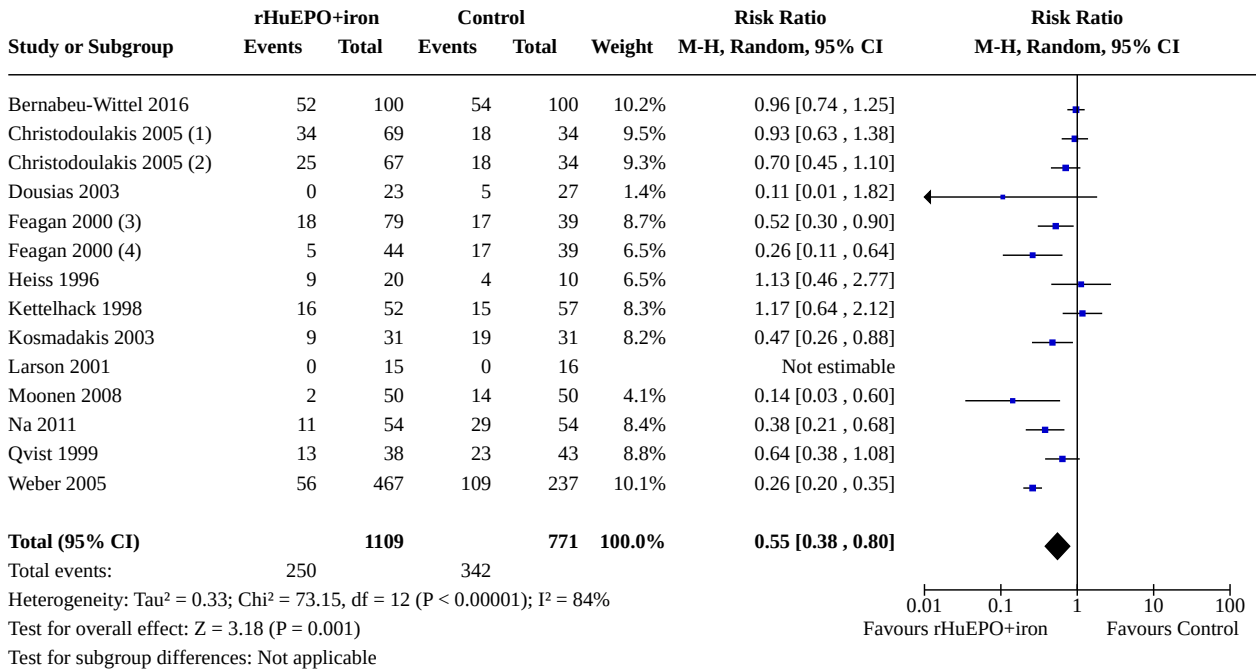 rHuEPO+iron Control Risk Ratio Risk Ratio
Study or Subgroup Events Total Events Total Weight M-H, Random, 95% CI M-H, Random, 95% CI
Bernabeu-Wittel 2016 52 100 54 100 10.2% 0.96 [0.74 , 1.25]
Christodoulakis 2005 (1) 34 69 18 34 9.5% 0.93 [0.63 , 1.38]
Christodoulakis 2005 (2) 25 67 18 34 9.3% 0.70 [0.45 , 1.10]
Dousias 2003 0 23 5 27 1.4% 0.11 [0.01 , 1.82]
Feagan 2000 (3) 18 79 17 39 8.7% 0.52 [0.30 , 0.90]
Feagan 2000 (4) 5 44 17 39 6.5% 0.26 [0.11 , 0.64]
Heiss 1996 9 20 4 10 6.5% 1.13 [0.46 , 2.77]
Kettelhack 1998 16 52 15 57 8.3% 1.17 [0.64 , 2.12]
Kosmadakis 2003 9 31 19 31 8.2% 0.47 [0.26 , 0.88]
Larson 2001 0 15 0 16 Not estimable
Moonen 2008 2 50 14 50 4.1% 0.14 [0.03 , 0.60]
Na 2011 11 54 29 54 8.4% 0.38 [0.21 , 0.68]
Qvist 1999 13 38 23 43 8.8% 0.64 [0.38 , 1.08]
Weber 2005 56 467 109 237 10.1% 0.26 [0.20 , 0.35]
Total (95% CI) 1109 771 100.0% 0.55 [0.38 , 0.80]
Total events: 250 342
Heterogeneity: Tau² = 0.33; Chi² = 73.15, df = 12 (P < 0.00001); I² = 84%
Test for overall effect: Z = 3.18 (P = 0.001)
Test for subgroup differences: Not applicable
0.01 0.1 1 10 100
Favours rHuEPO+iron Favours Control